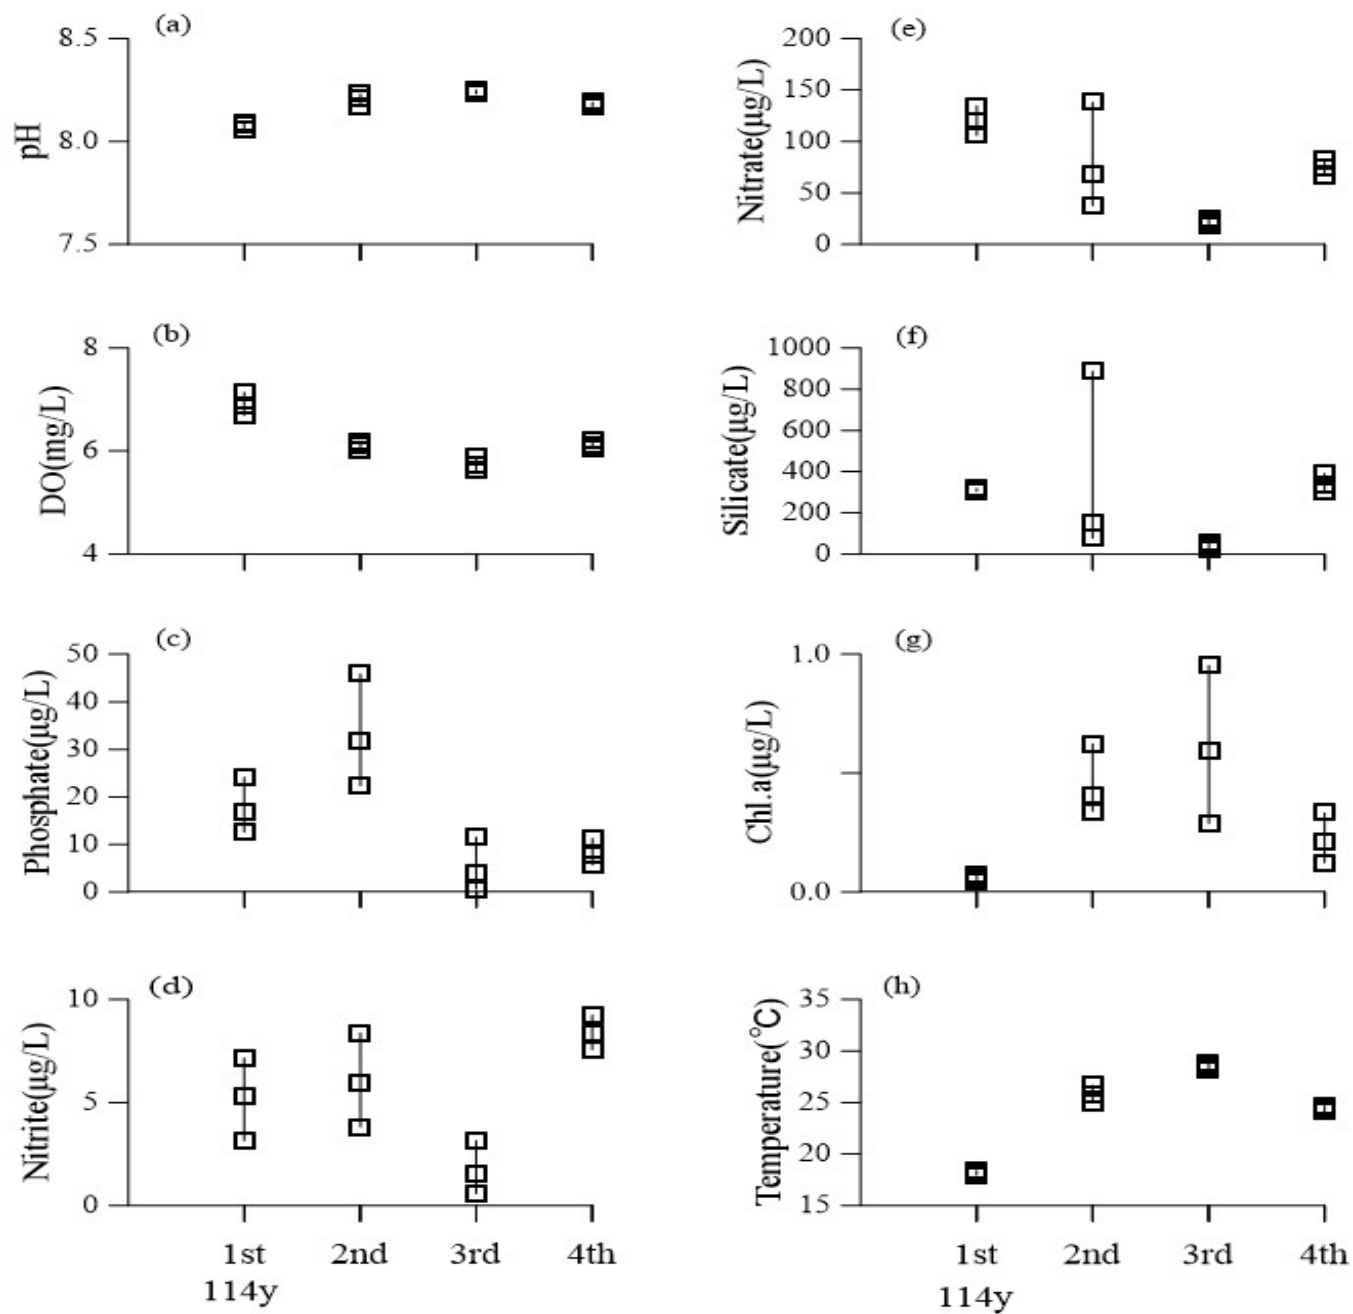 (a)
pH
8.5
8.0
7.5
(b)
DO(mg/L)
8
6
4
(c)
Phosphate(μg/L)
50
40
30
20
10
0
(d)
Nitrite(μg/L)
10
5
0
1st 2nd 3rd 4th
114y
(e)
Nitrate(μg/L)
200
150
100
50
0
(f)
Silicate(μg/L)
1000
800
600
400
200
0
(g)
Chl.a(μg/L)
1.0
0.0
(h)
Temperature(℃)
35
30
25
20
15
1st 2nd 3rd 4th
114y